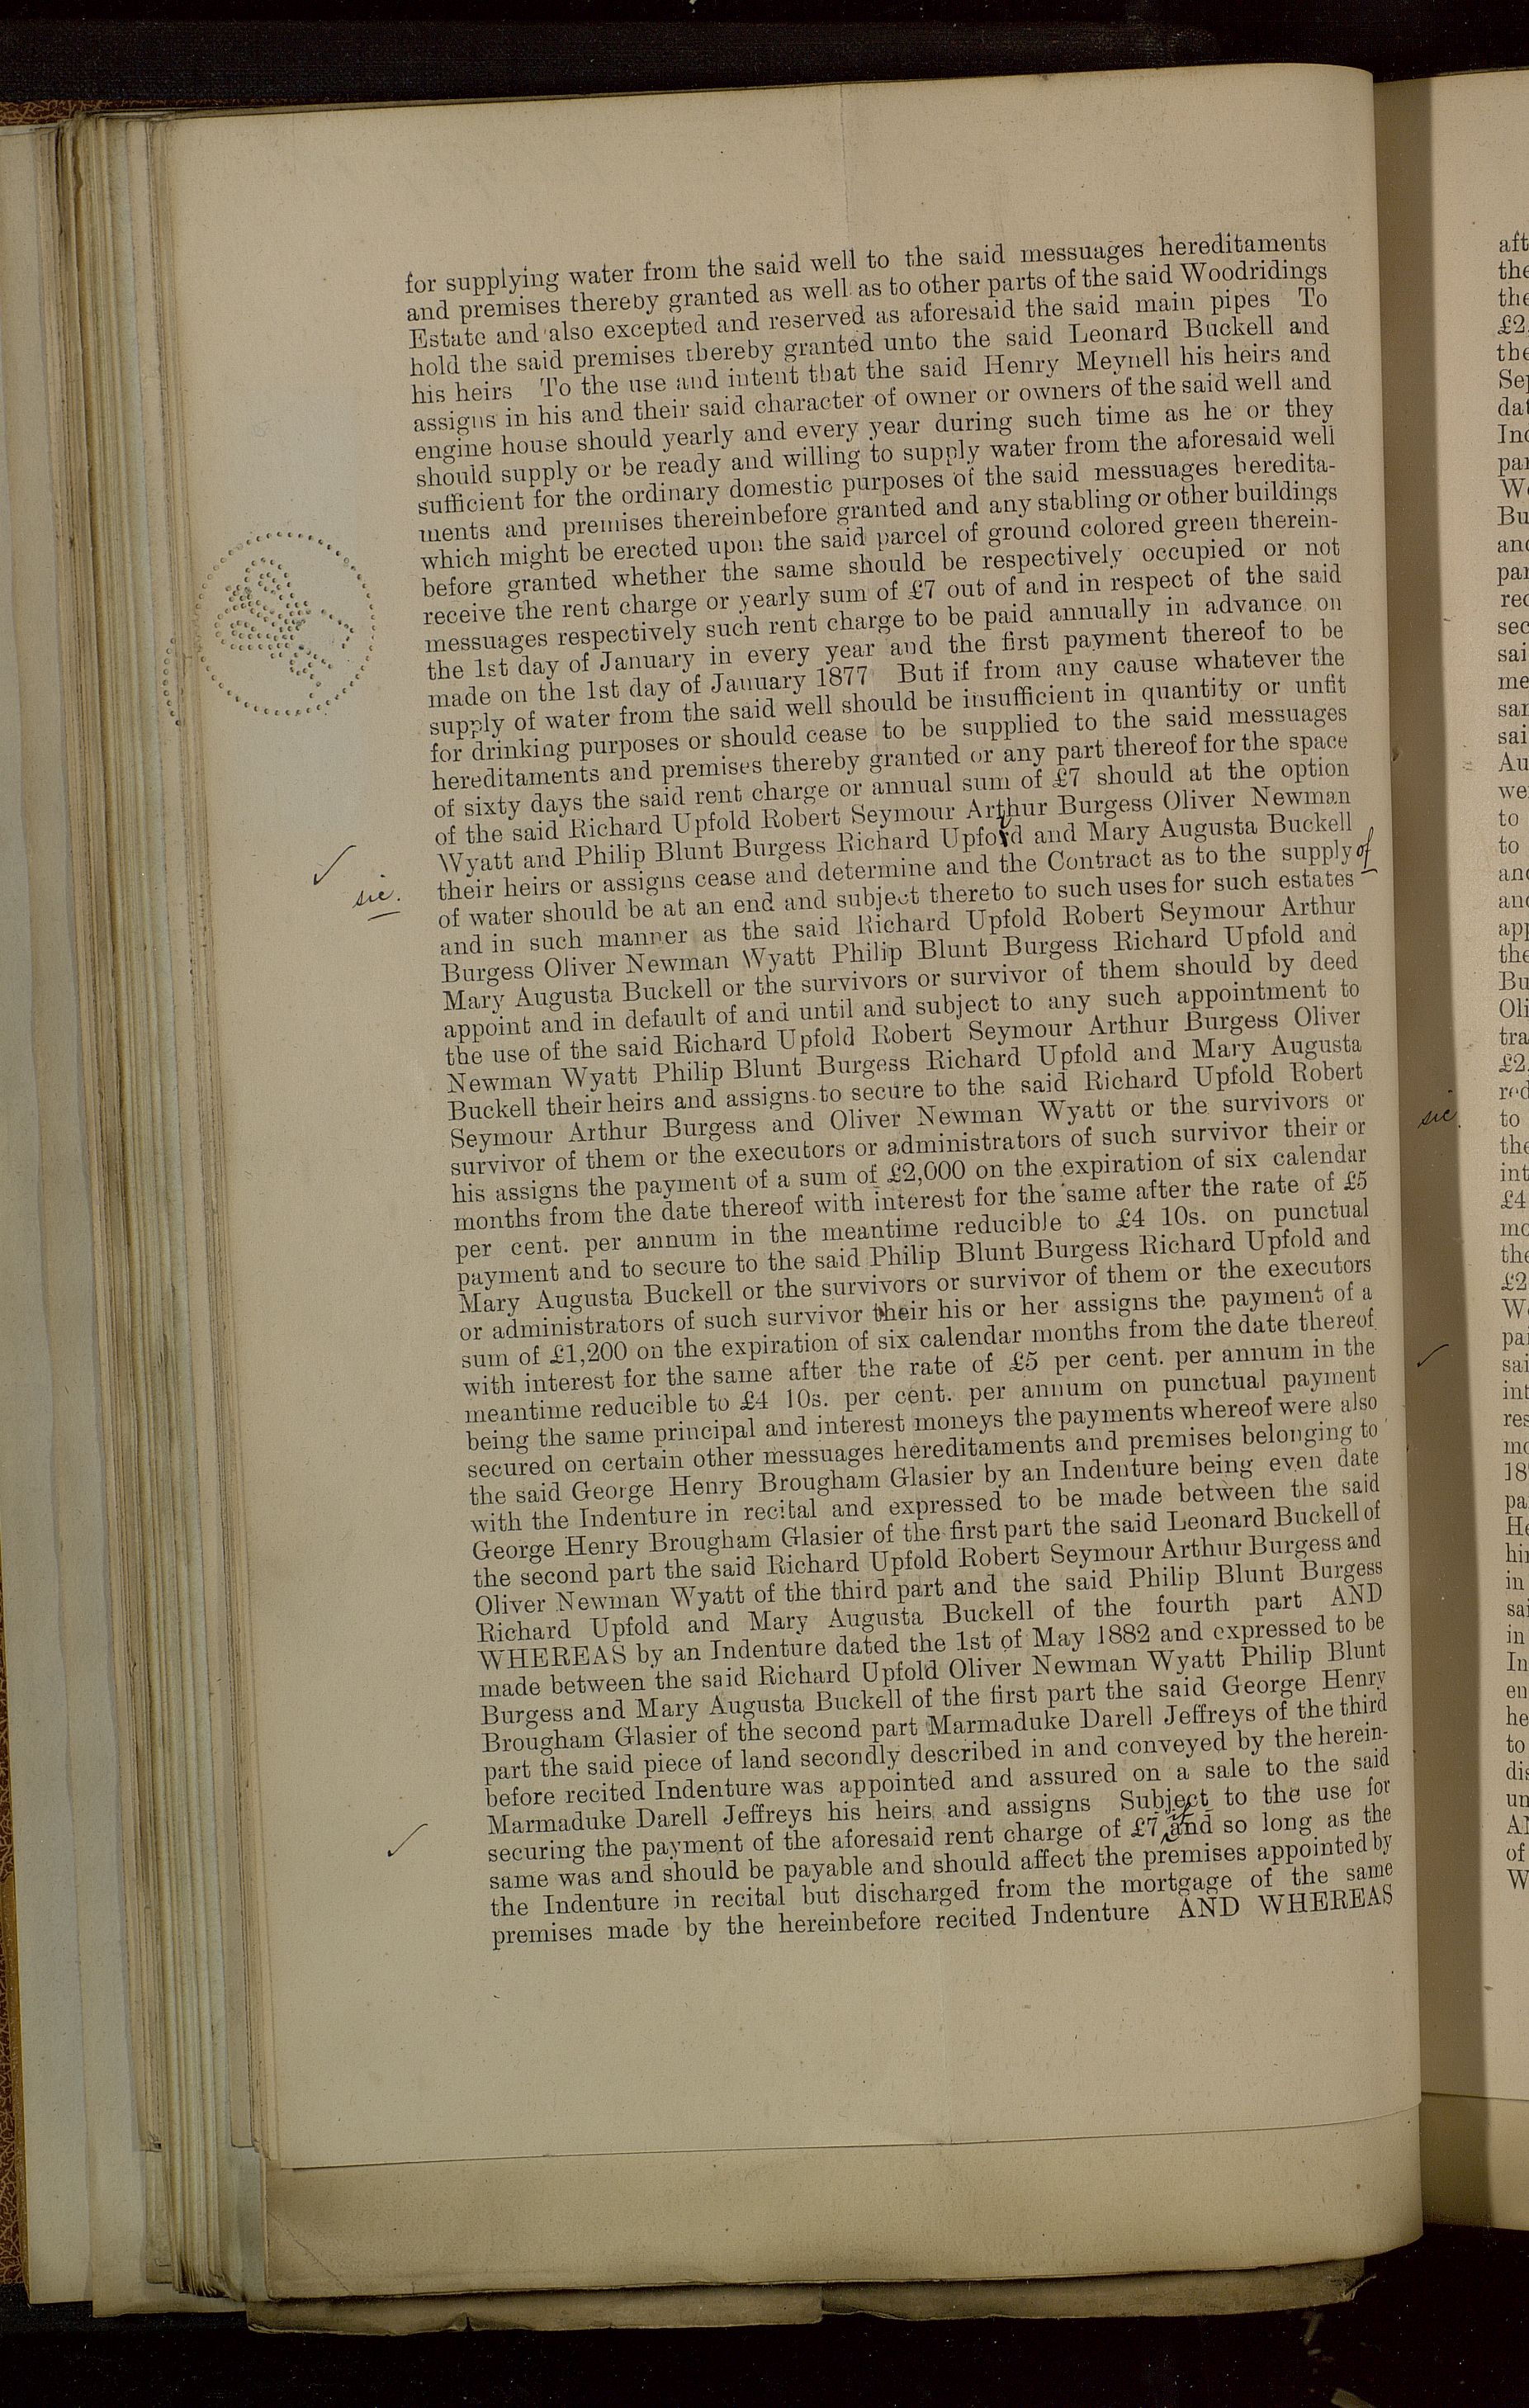 for supplying water from the said well to the said messuages hereditaments
and premises thereby granted as well as to other parts of the said Woodridings
Estate and also excepted and reserved as aforesaid the said main pipes To
hold the said premises thereby granted unto the said Leonard Buckell and
his heirs To the use and intent that the said Henry Meynell his heirs and
assigns in his and their said character of owner or owners of the said well and
engine house should yearly and every year during such time as he or they
should supply or be ready and willing to supply water from the aforesaid well
sufficient for the ordinary domestic purposes of the said messuages heredita-
ments and premises thereinbefore granted and any stabling or other buildings
which might be erected upon the said parcel of ground colored green therein-
before granted whether the same should be respectively occupied or not
receive the rent charge or yearly sum of £7 out of and in respect of the said
messuages respectively such rent charge to be paid annually in advance on
the 1st day of January in every year and the first payment thereof to be
made on the 1st day of January 1877 But if from any cause whatever the
supply of water from the said well should be insufficient in quantity or unfit
for drinking purposes or should cease to be supplied to the said messuages
hereditaments and premises thereby granted or any part thereof for the space
of sixty days the said rent charge or annual sum of £7 should at the option
of the said Richard Upfold Robert Seymour Arthur Burgess Oliver Newman
Wyatt and Philip Blunt Burgess Richard Upford and Mary Augusta Buckell
their heirs or assigns cease and determine and the Contract as to the supply of
sic. of water should be at an end and subject thereto to such uses for such estates
and in such manner as the said Richard Upfold Robert Seymour Arthur
Burgess Oliver Newman Wyatt Philip Blunt Burgess Richard Upfold and
Mary Augusta Buckell or the survivors or survivor of them should by deed
appoint and in default of and until and subject to any such appointment to
the use of the said Richard Upfold Robert Seymour Arthur Burgess Oliver
Newman Wyatt Philip Blunt Burgess Richard Upfold and Mary Augusta
Buckell their heirs and assigns to secure to the said Richard Upfold Robert
Seymour Arthur Burgess and Oliver Newman Wyatt or the survivors or
survivor of them or the executors or administrators of such survivor their or
his assigns the payment of a sum of £2,000 on the expiration of six calendar
months from the date thereof with interest for the same after the rate of £5
per cent. per annum in the meantime reducible to £4 10s. on punctual
payment and to secure to the said Philip Blunt Burgess Richard Upfold and
Mary Augusta Buckell or the survivors or survivor of them or the executors
or administrators of such survivor their his or her assigns the payment of a
sum of £1,200 on the expiration of six calendar months from the date thereof
with interest for the same after the rate of £5 per cent. per annum in the
meantime reducible to £4 10s. per cent. per annum on punctual payment
being the same principal and interest moneys the payments whereof were also
secured on certain other messuages hereditaments and premises belonging to
the said George Henry Brougham Glasier by an Indenture being even date
with the Indenture in recital and expressed to be made between the said
George Henry Brougham Glasier of the first part the said Leonard Buckell of
the second part the said Richard Upfold Robert Seymour Arthur Burgess and
Oliver Newman Wyatt of the third part and the said Philip Blunt Burgess
Richard Upfold and Mary Augusta Buckell of the fourth part AND
WHEREAS by an Indenture dated the 1st of May 1882 and expressed to be
made between the said Richard Upfold Oliver Newman Wyatt Philip Blunt
Burgess and Mary Augusta Buckell of the first part the said George Henry
Brougham Glasier of the second part Marmaduke Darell Jeffreys of the third
part the said piece of land secondly described in and conveyed by the herein-
before recited Indenture was appointed and assured on a sale to the said
Marmaduke Darell Jeffreys his heirs and assigns Subject to the use for
securing the payment of the aforesaid rent charge of £7 if and so long as the
same was and should be payable and should affect the premises appointed by
the Indenture in recital but discharged from the mortgage of the same
premises made by the hereinbefore recited Indenture AND WHEREAS